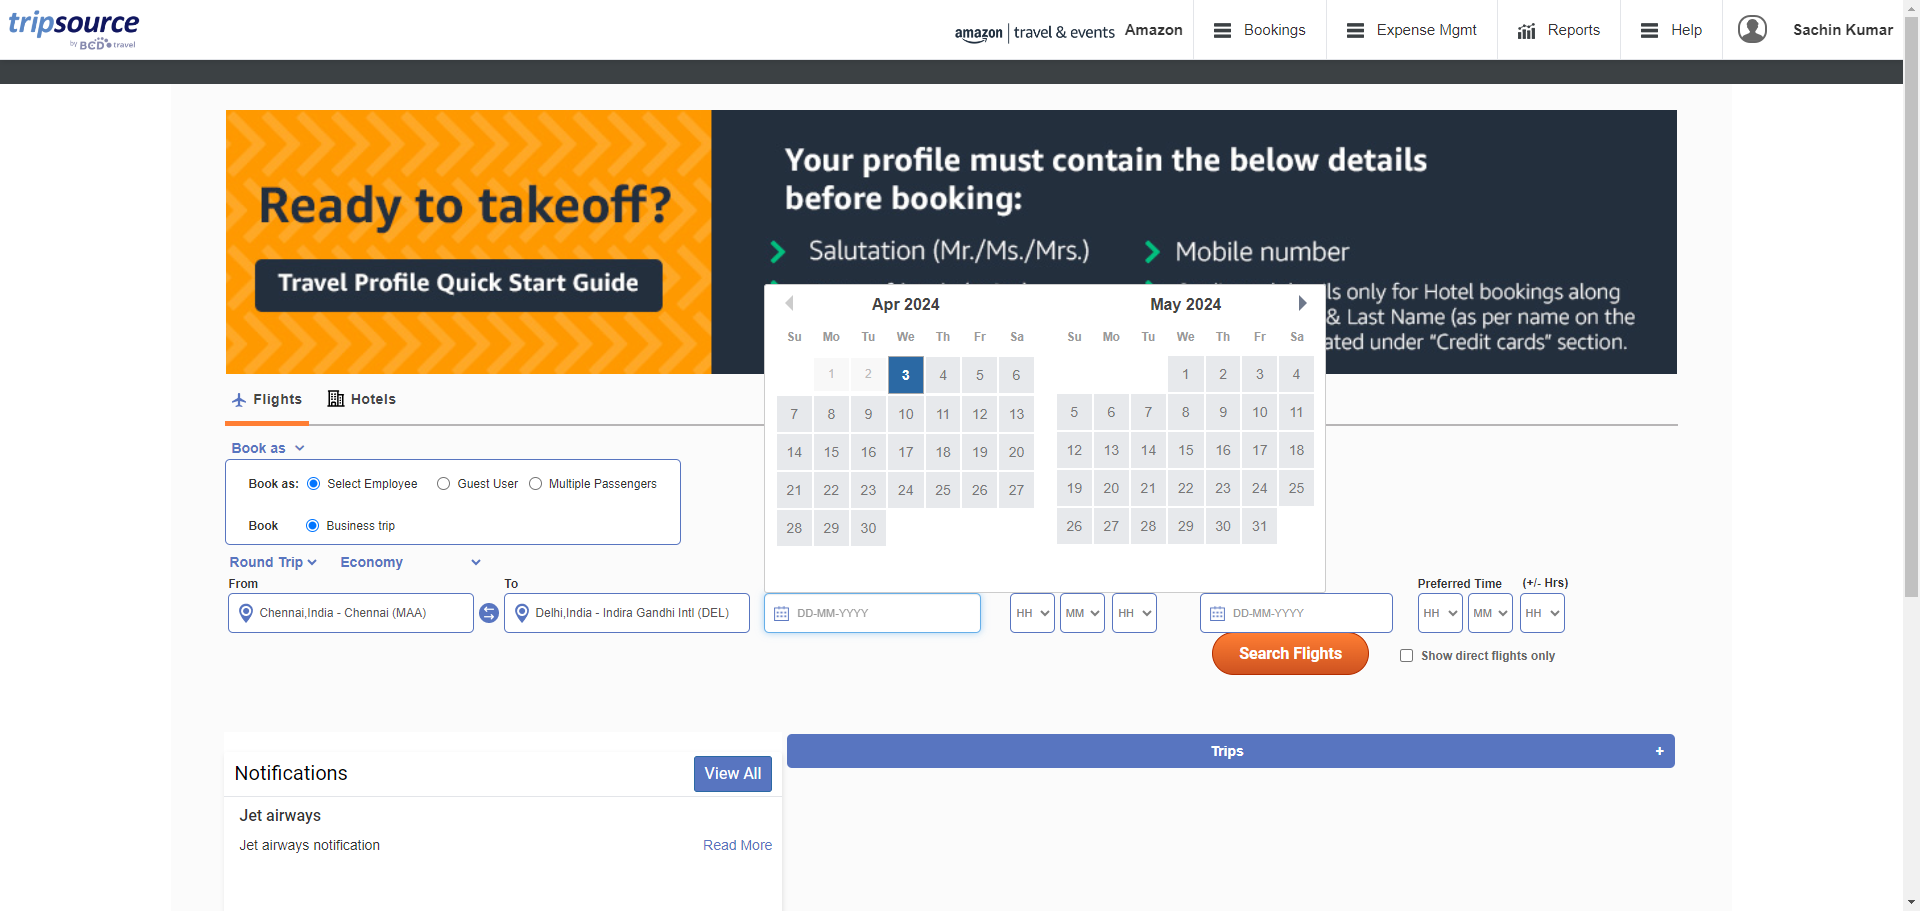 tripsource
by BCD travel
amazon | travel & events Amazon
Bookings
Expense Mgmt
Reports
Help
Sachin Kumar
Ready to takeoff?
Travel Profile Quick Start Guide
Your profile must contain the below details
before booking:
Salutation (Mr./Ms./Mrs.)
Mobile number
ls only for Hotel bookings along
& Last Name (as per name on the
ated under “Credit cards” section.
Apr 2024
Su Mo Tu We Th Fr Sa
1 2 3 4 5 6
7 8 9 10 11 12 13
14 15 16 17 18 19 20
21 22 23 24 25 26 27
28 29 30
May 2024
Su Mo Tu We Th Fr Sa
1 2 3 4
5 6 7 8 9 10 11
12 13 14 15 16 17 18
19 20 21 22 23 24 25
26 27 28 29 30 31
Flights
Hotels
Book as
Book as: Select Employee Guest User Multiple Passengers
Book Business trip
Round Trip Economy
From
To
Preferred Time (+/- Hrs)
Chennai,India - Chennai (MAA)
Delhi,India - Indira Gandhi Intl (DEL)
DD-MM-YYYY
HH MM HH
DD-MM-YYYY
HH MM HH
Search Flights
Show direct flights only
Trips +
Notifications
View All
Jet airways
Jet airways notification
Read More